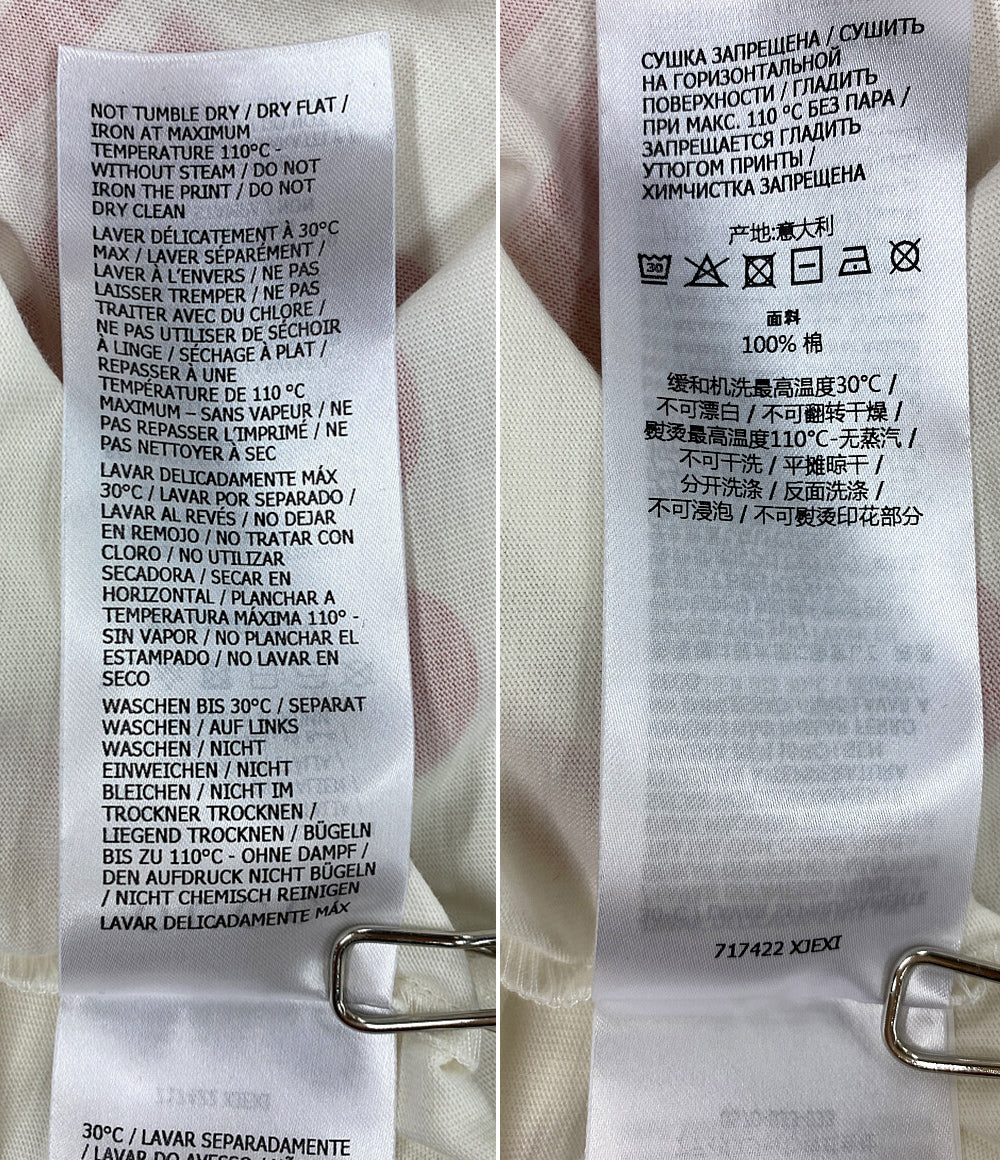 NOT TUMBLE DRY / DRY FLAT /
IRON AT MAXIMUM
TEMPERATURE 110°C -
WITHOUT STEAM / DO NOT
IRON THE PRINT / DO NOT
DRY CLEAN
LAVER DÉLICATEMENT À 30°C
MAX / LAVER SÉPARÉMENT /
LAVER À L'ENVERS / NE PAS
LAISSER TREMPER / NE PAS
TRAITER AVEC DU CHLORE /
NE PAS UTILISER DE SÉCHOIR
À LINGE / SÉCHAGE À PLAT /
REPASSER À UNE
TEMPÉRATURE DE 110 °C
MAXIMUM – SANS VAPEUR / NE
PAS REPASSER L'IMPRIMÉ / NE
PAS NETTOYER À SEC
LAVAR DELICADAMENTE MÁX
30°C / LAVAR POR SEPARADO /
LAVAR AL REVÉS / NO DEJAR
EN REMOJO / NO TRATAR CON
CLORO / NO UTILIZAR
SECADORA / SECAR EN
HORIZONTAL / PLANCHAR A
TEMPERATURA MÁXIMA 110° -
SIN VAPOR / NO PLANCHAR EL
ESTAMPADO / NO LAVAR EN
SECO
WASCHEN BIS 30°C / SEPARAT
WASCHEN / AUF LINKS
WASCHEN / NICHT
EINWEICHEN / NICHT
BLEICHEN / NICHT IM
TROCKNER TROCKNEN /
LIEGEND TROCKNEN / BÜGELN
BIS ZU 110°C - OHNE DAMPF /
DEN AUFDRUCK NICHT BÜGELN
/ NICHT CHEMISCH REINIGEN
LAVAR DELICADAMENTE MÁX
30°C / LAVAR SEPARADAMENTE
СУШКА ЗАПРЕЩЕНА / СУШИТЬ
НА ГОРИЗОНТАЛЬНОЙ
ПОВЕРХНОСТИ / ГЛАДИТЬ
ПРИ МАКС. 110 °C БЕЗ ПАРА /
ЗАПРЕЩАЕТСЯ ГЛАДИТЬ
УТЮГОМ ПРИНТЫ /
ХИМЧИСТКА ЗАПРЕЩЕНА
产地:意大利
30
面料
100% 棉
缓和机洗最高温度30°C /
不可漂白 / 不可翻转干燥 /
熨烫最高温度110°C-无蒸汽 /
不可干洗 / 平摊晾干 /
分开洗涤 / 反面洗涤 /
不可浸泡 / 不可熨烫印花部分
717422 XJEXI